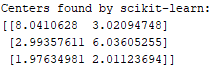 Centers found by scikit-learn:
[[8.0410628  3.02094748]
 [2.99357611 6.03605255]
 [1.97634981 2.01123694]]